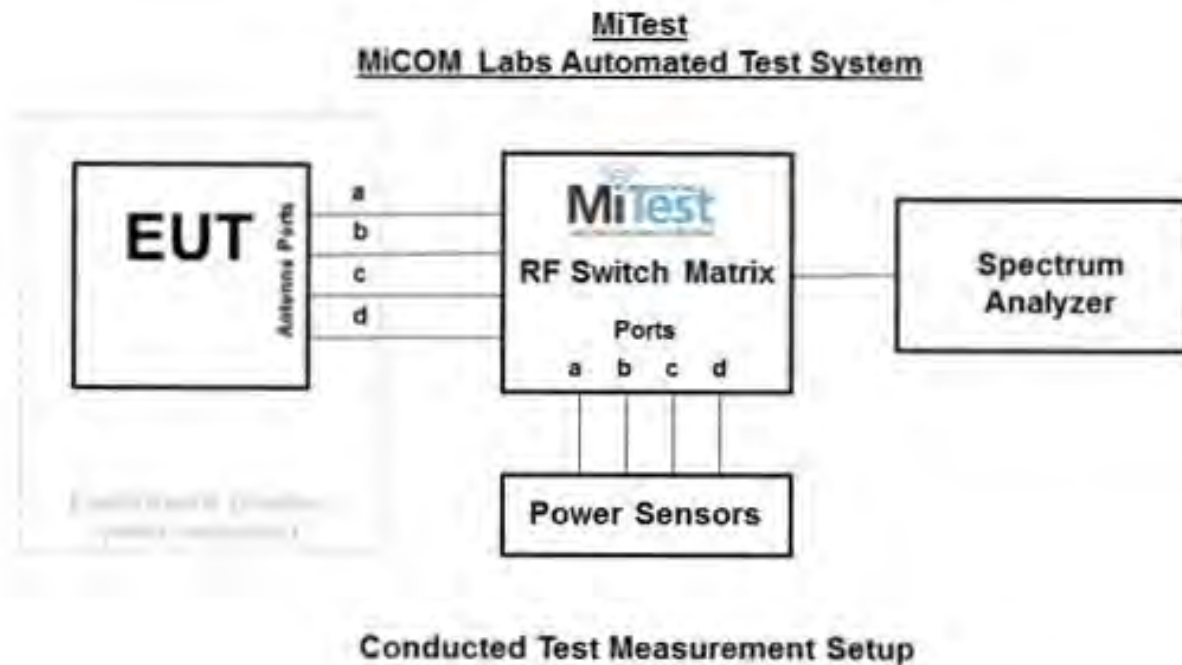 MiTest
MiCOM Labs Automated Test System
EUT
Antenna Ports
a
b
c
d
MiTest
RF Switch Matrix
Ports
a b c d
Spectrum
Analyzer
Power Sensors
Conducted Test Measurement Setup